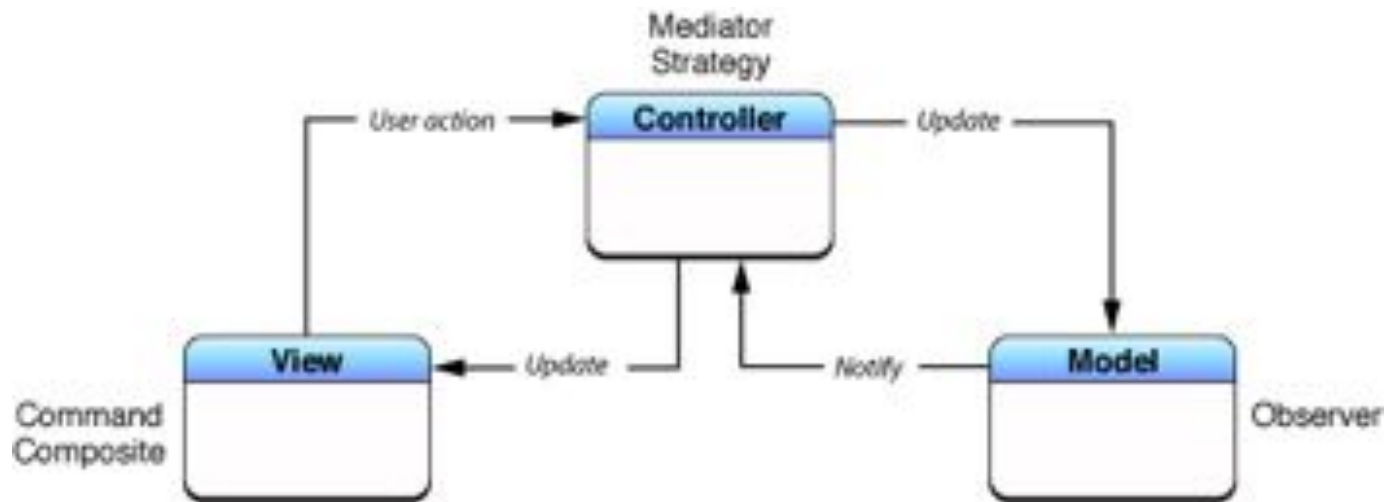 Mediator
Strategy
User action
Controller
Update
View
Update
Notify
Model
Command
Composite
Observer